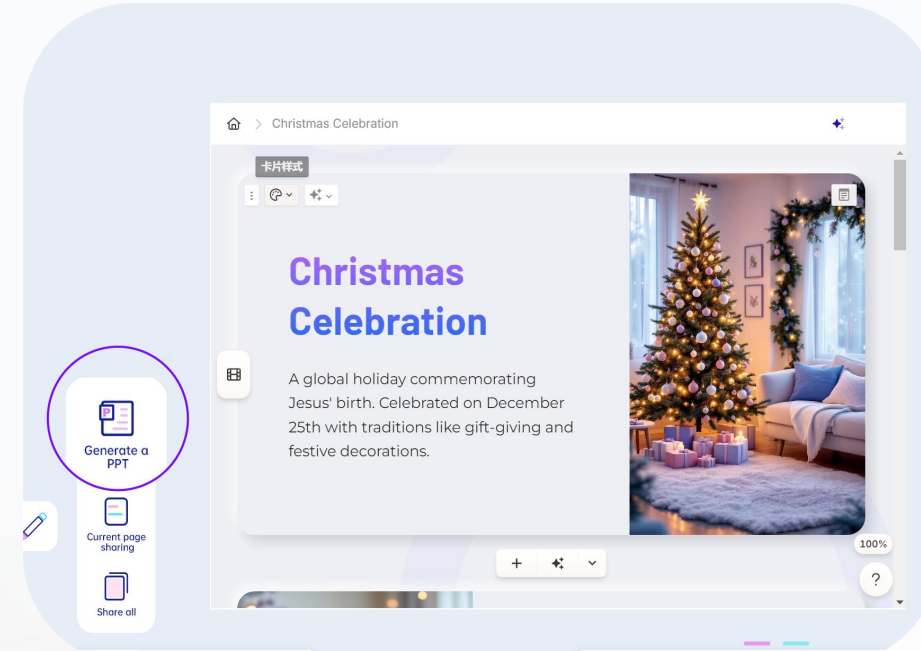 Christmas Celebration
卡片样式
Christmas
Celebration
A global holiday commemorating
Jesus' birth. Celebrated on December
25th with traditions like gift-giving and
festive decorations.
P
Generate a
PPT
Current page
sharing
Share all
100%
?